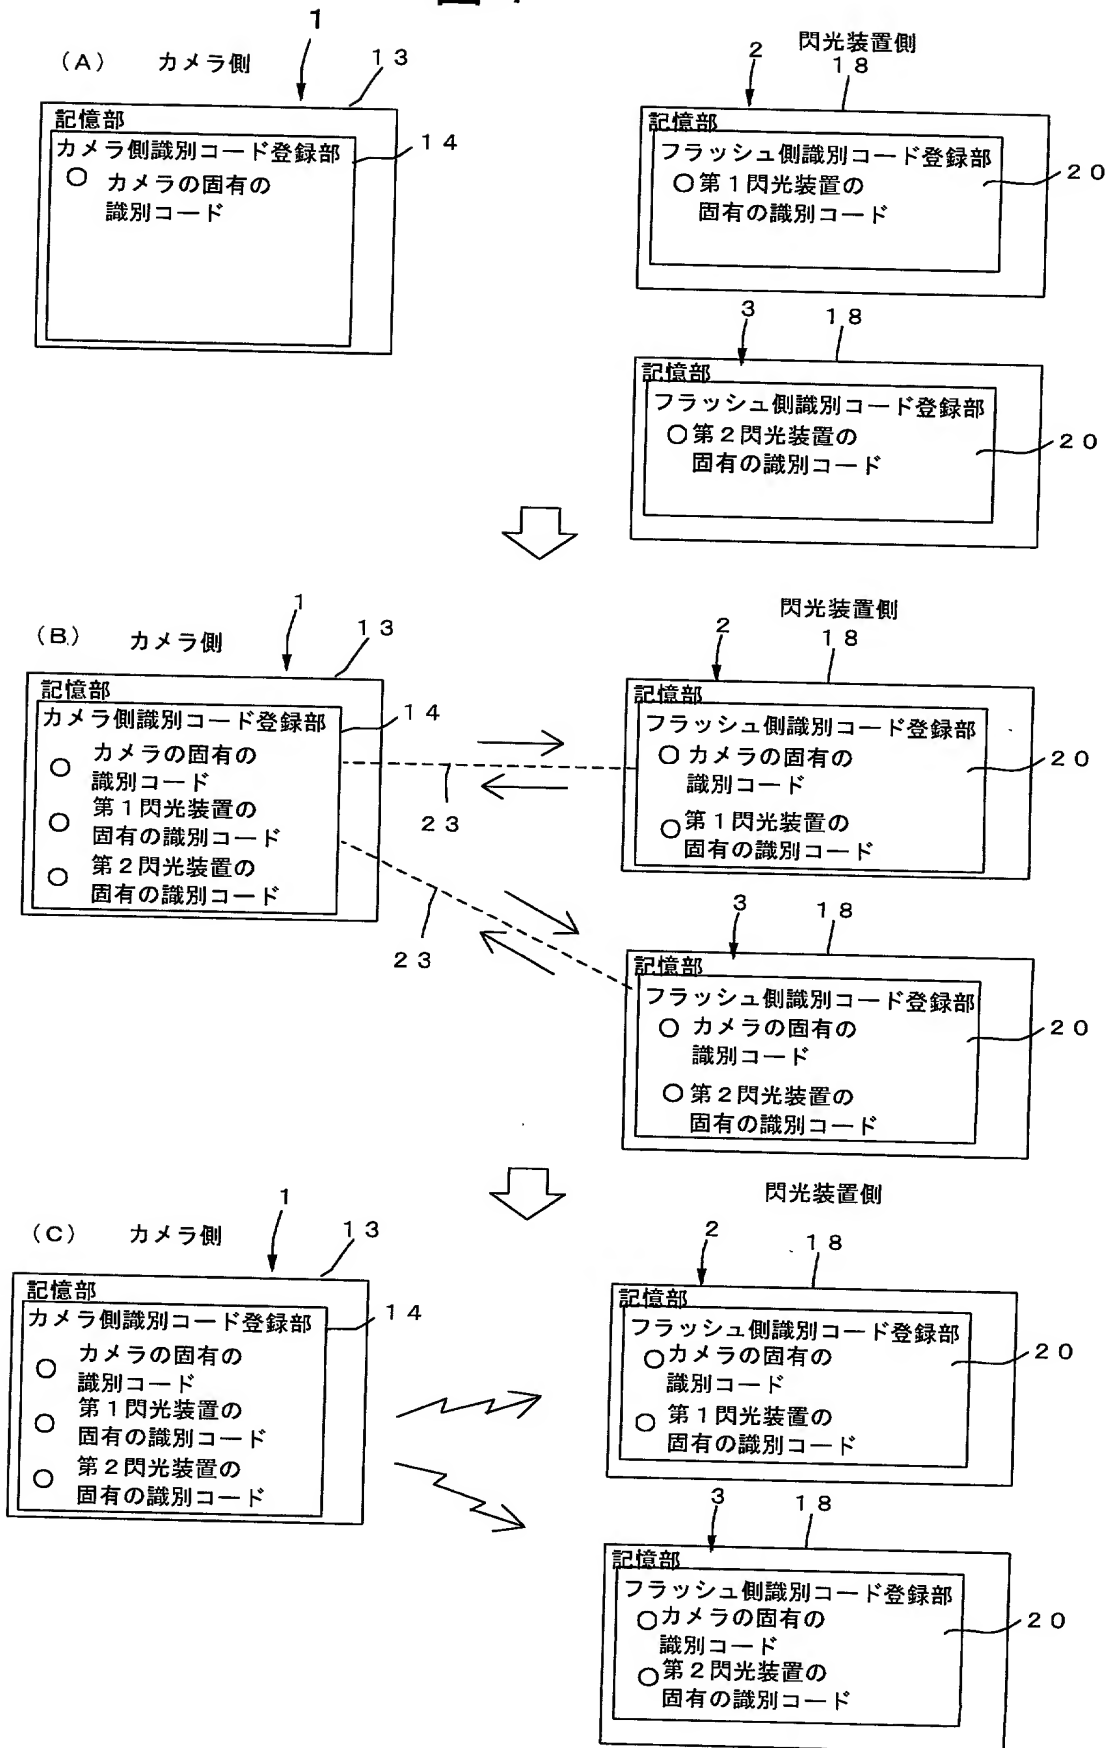 1
（A） カメラ側
13
記憶部
カメラ側識別コード登録部
14
○ カメラの固有の
識別コード
閃光装置側
2
18
記憶部
フラッシュ側識別コード登録部
○第1閃光装置の
固有の識別コード
20
3
18
記憶部
フラッシュ側識別コード登録部
○第2閃光装置の
固有の識別コード
20
（B） カメラ側
1
13
記憶部
カメラ側識別コード登録部
14
○ カメラの固有の
識別コード
○ 第1閃光装置の
固有の識別コード
○ 第2閃光装置の
固有の識別コード
23
23
閃光装置側
2
18
記憶部
フラッシュ側識別コード登録部
○ カメラの固有の
識別コード
○第1閃光装置の
固有の識別コード
20
3
18
記憶部
フラッシュ側識別コード登録部
○ カメラの固有の
識別コード
○第2閃光装置の
固有の識別コード
20
（C） カメラ側
1
13
記憶部
カメラ側識別コード登録部
14
○ カメラの固有の
識別コード
○ 第1閃光装置の
固有の識別コード
○ 第2閃光装置の
固有の識別コード
閃光装置側
2
18
記憶部
フラッシュ側識別コード登録部
○カメラの固有の
識別コード
○ 第1閃光装置の
固有の識別コード
20
3
18
記憶部
フラッシュ側識別コード登録部
○カメラの固有の
識別コード
○第2閃光装置の
固有の識別コード
20